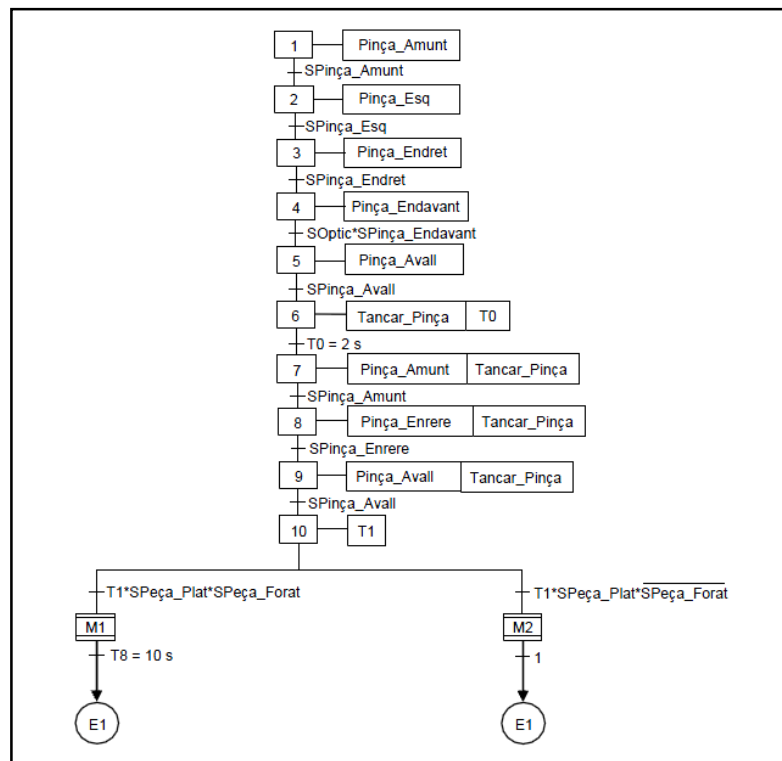 1 Pinça_Amunt
SPinça_Amunt
2 Pinça_Esq
SPinça_Esq
3 Pinça_Endret
SPinça_Endret
4 Pinça_Endavant
SOptic*SPinça_Endavant
5 Pinça_Avall
SPinça_Avall
6 Tancar_Pinça T0
T0 = 2 s
7 Pinça_Amunt Tancar_Pinça
SPinça_Amunt
8 Pinça_Enrere Tancar_Pinça
SPinça_Enrere
9 Pinça_Avall Tancar_Pinça
SPinça_Avall
10 T1
T1*SPeça_Plat*SPeça_Forat T1*SPeça_Plat*S̅P̅e̅ç̅a̅_̅F̅o̅r̅a̅t̅
M1 M2
T8 = 10 s 1
E1 E1